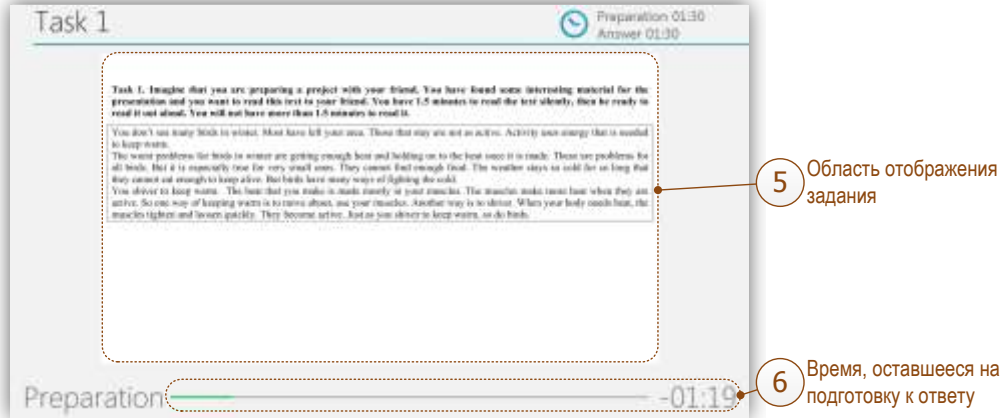 Task 1
Preparation 01:30
Answer 01:30
Task 1. Imagine that you are preparing a project with your friend. You have found some interesting material for the
presentation and you want to read this text to your friend. You have 1.5 minutes to read the text silently, then be ready to
read it out aloud. You will not have more than 1.5 minutes to read it.
You don't see many birds in winter. Most have left your area. Those that stay are not as active. Activity uses energy that is needed
to keep warm.
The worst problems for birds in winter are getting enough heat and holding on to the heat once it is made. These are problems for
all birds. But it is especially true for very small ones. They cannot find enough food. The weather stays so cold for so long that
they cannot eat enough to keep alive. But birds have many ways of fighting the cold.
You shiver to keep warm. The heat that you make is made mostly in your muscles. The muscles make more heat when they are
active. So one way of keeping warm is to move about, use your muscles. Another way is to shiver. When your body needs heat, the
muscles tighten and loosen quickly. They become active. Just as you shiver to keep warm, so do birds.
5
Область отображения
задания
6
Время, оставшееся на
подготовку к ответу
Preparation
-01:19